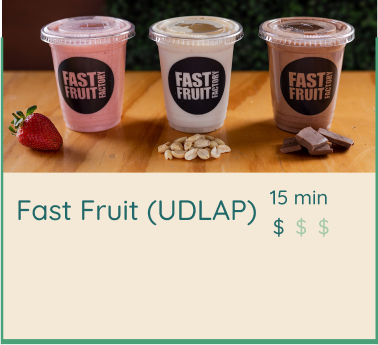 FAST
FRUIT
FACTORY
FAST
FRUIT
FACTORY
FAST
FRUIT
FACTORY
Fast Fruit (UDLAP)
15 min
$ $ $